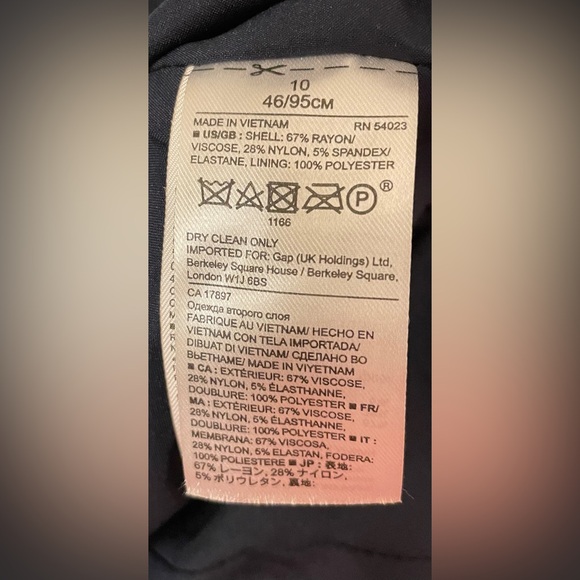 10
46/95CM
MADE IN VIETNAM RN 54023
■ US/GB : SHELL: 67% RAYON/
VISCOSE, 28% NYLON, 5% SPANDEX/
ELASTANE, LINING: 100% POLYESTER
P®
1166
DRY CLEAN ONLY
IMPORTED FOR: Gap (UK Holdings) Ltd,
Berkeley Square House / Berkeley Square,
London W1J 6BS
CA 17897
Одежда второго слоя
FABRIQUÉ AU VIETNAM/ HECHO EN
VIETNAM CON TELA IMPORTADA/
DIBUAT DI VIETNAM/ СДЕЛАНО ВО
ВЬЕТНАМЕ/ MADE IN VIYETNAM
■ CA : EXTÉRIEUR: 67% VISCOSE,
28% NYLON, 5% ÉLASTHANNE,
DOUBLURE: 100% POLYESTER ■ FR/
MA : EXTÉRIEUR: 67% VISCOSE,
28% NYLON, 5% ÉLASTHANNE,
DOUBLURE: 100% POLYESTER ■ IT :
MEMBRANA: 67% VISCOSA,
28% NYLON, 5% ELASTAN, FODERA:
100% POLIESTERE ■ JP : 表地:
67% レーヨン, 28% ナイロン,
5% ポリウレタン, 裏地: